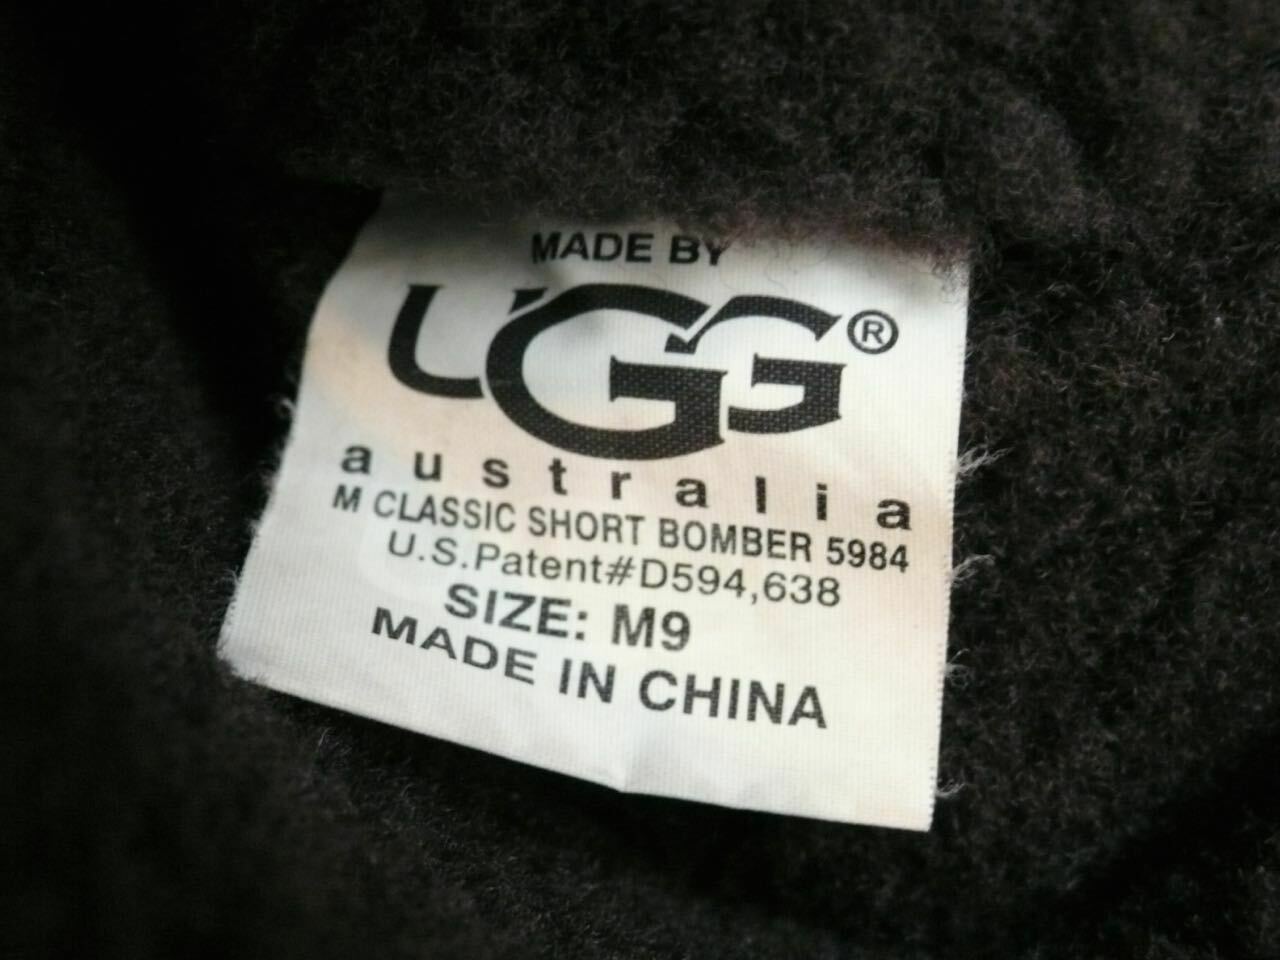 MADE BY
UGG®
australia
M CLASSIC SHORT BOMBER 5984
U.S.Patent#D594,638
SIZE: M9
MADE IN CHINA